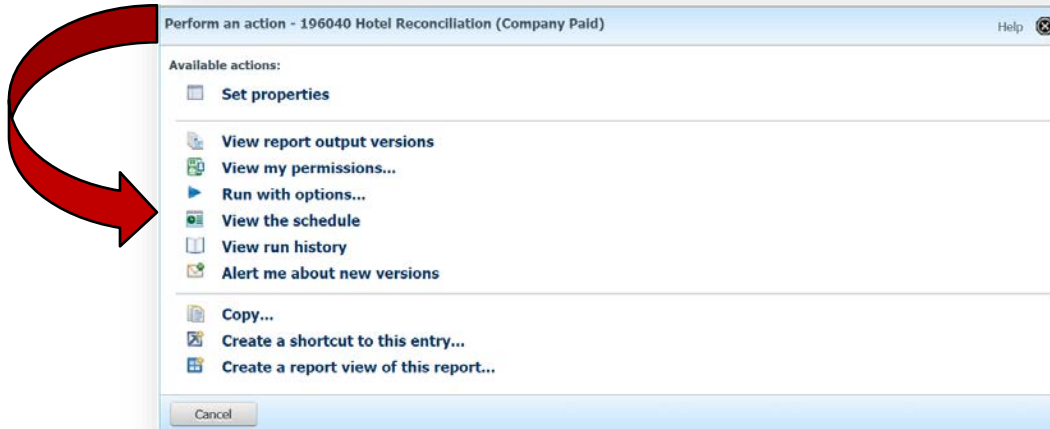 Perform an action - 196040 Hotel Reconciliation (Company Paid)
Help
Available actions:
Set properties
View report output versions
View my permissions...
Run with options...
View the schedule
View run history
Alert me about new versions
Copy...
Create a shortcut to this entry...
Create a report view of this report...
Cancel